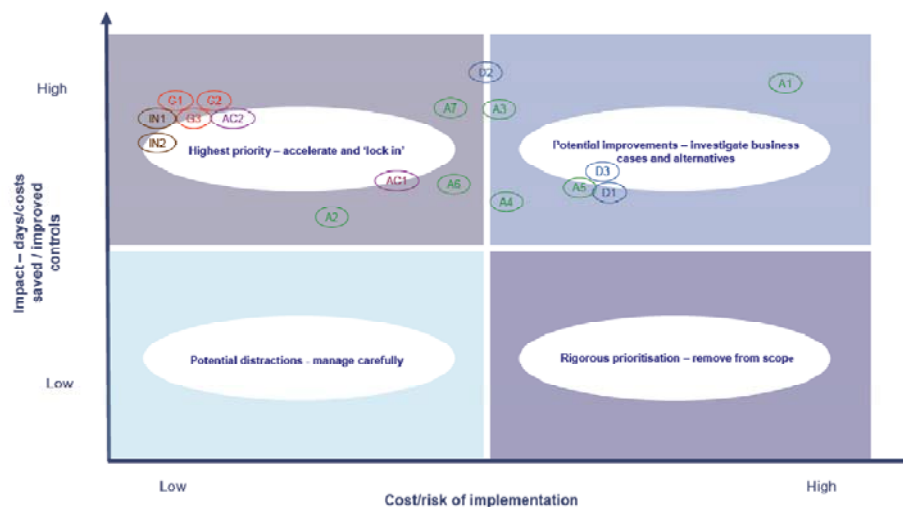 High
Low
Impact – days/costs
saved / improved
controls
D2
A1
C1
C2
A7
A3
IN1
G3
AC2
IN2
Highest priority – accelerate and ‘lock in’
Potential improvements – Investigate business
cases and alternatives
D3
AC1
A6
A5
D1
A4
A2
Potential distractions - manage carefully
Rigorous prioritisation – remove from scope
Low
High
Cost/risk of implementation